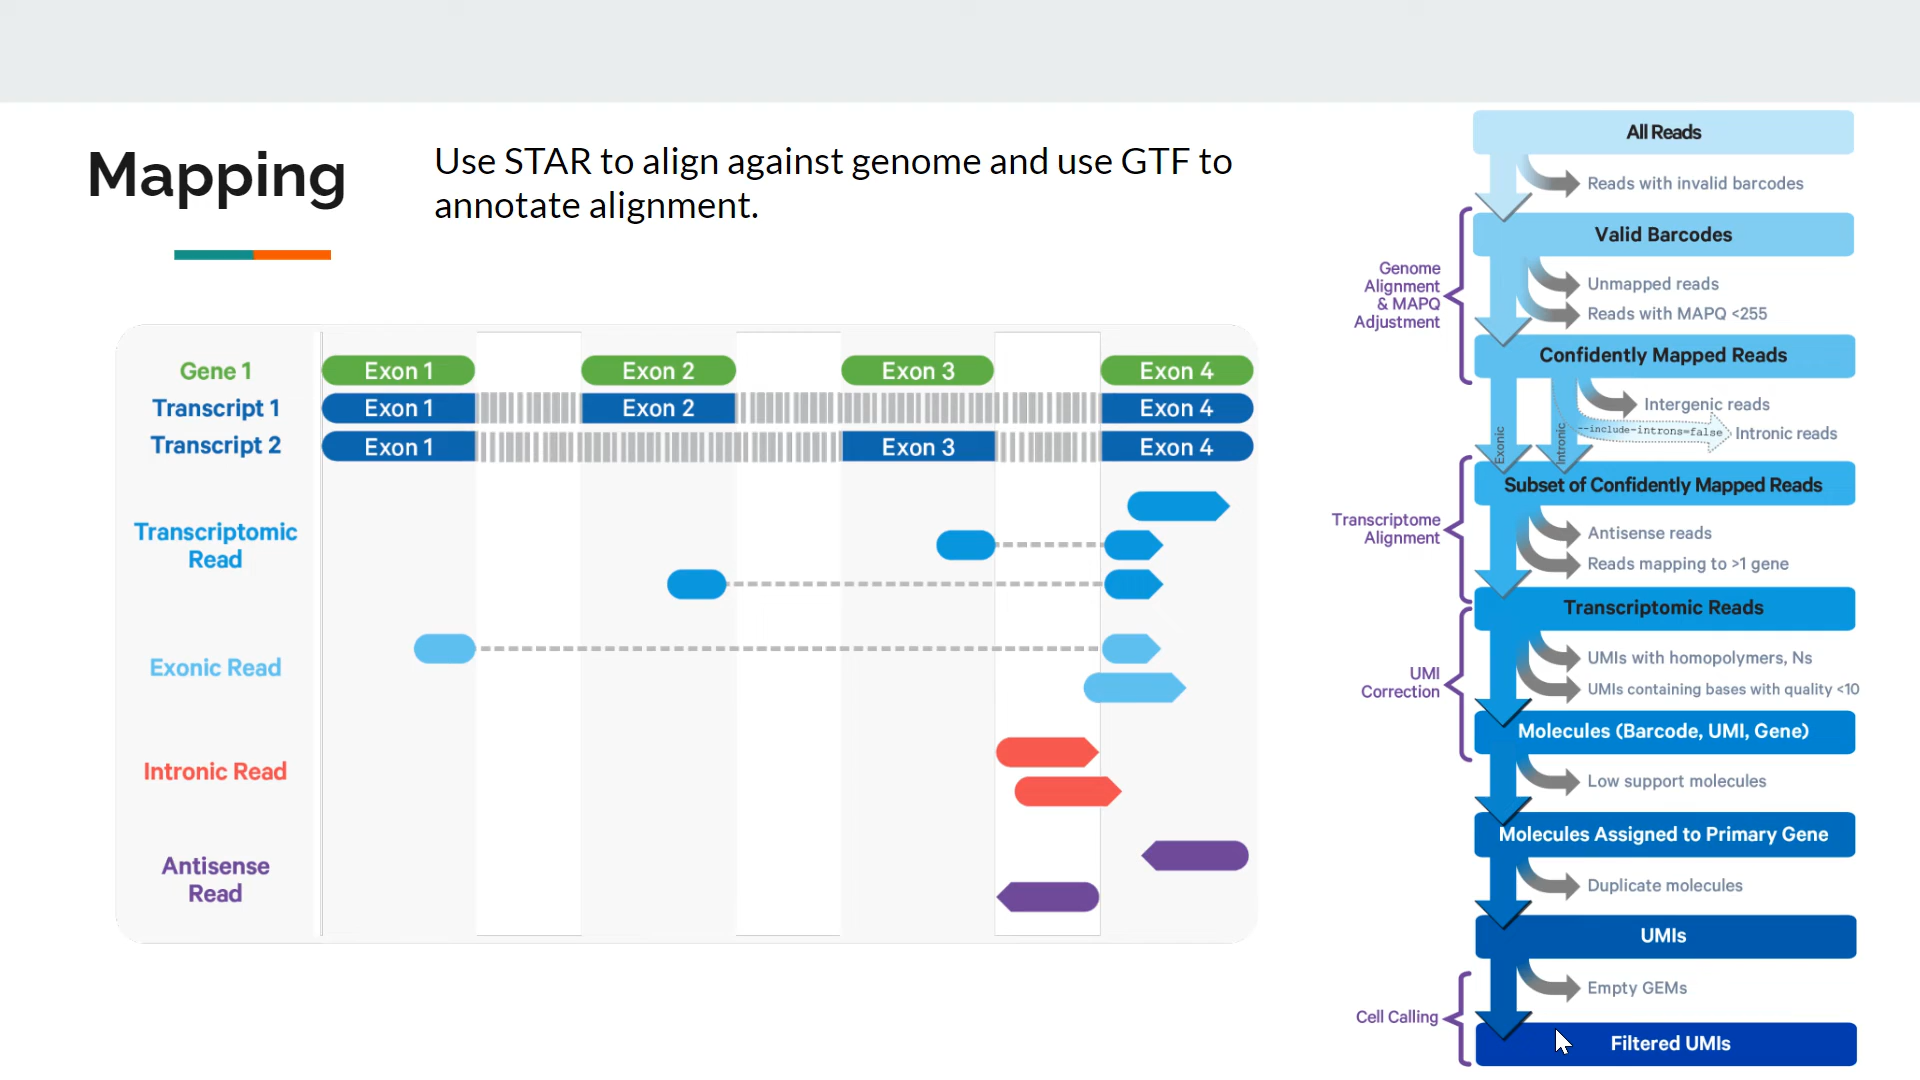 Mapping
Use STAR to align against genome and use GTF to
annotate alignment.
Gene 1
Exon 1
Exon 2
Exon 3
Exon 4
Transcript 1
Exon 1
Exon 2
Exon 4
Transcript 2
Exon 1
Exon 3
Exon 4
Transcriptomic
Read
Exonic Read
Intronic Read
Antisense
Read
All Reads
Reads with invalid barcodes
Valid Barcodes
Genome
Alignment
& MAPQ
Adjustment
Unmapped reads
Reads with MAPQ <255
Confidently Mapped Reads
Intergenic reads
--include-introns=false
Intronic reads
Exonic
Intronic
Subset of Confidently Mapped Reads
Transcriptome
Alignment
Antisense reads
Reads mapping to >1 gene
Transcriptomic Reads
UMI
Correction
UMIs with homopolymers, Ns
UMIs containing bases with quality <10
Molecules (Barcode, UMI, Gene)
Low support molecules
Molecules Assigned to Primary Gene
Duplicate molecules
UMIs
Empty GEMs
Cell Calling
Filtered UMIs